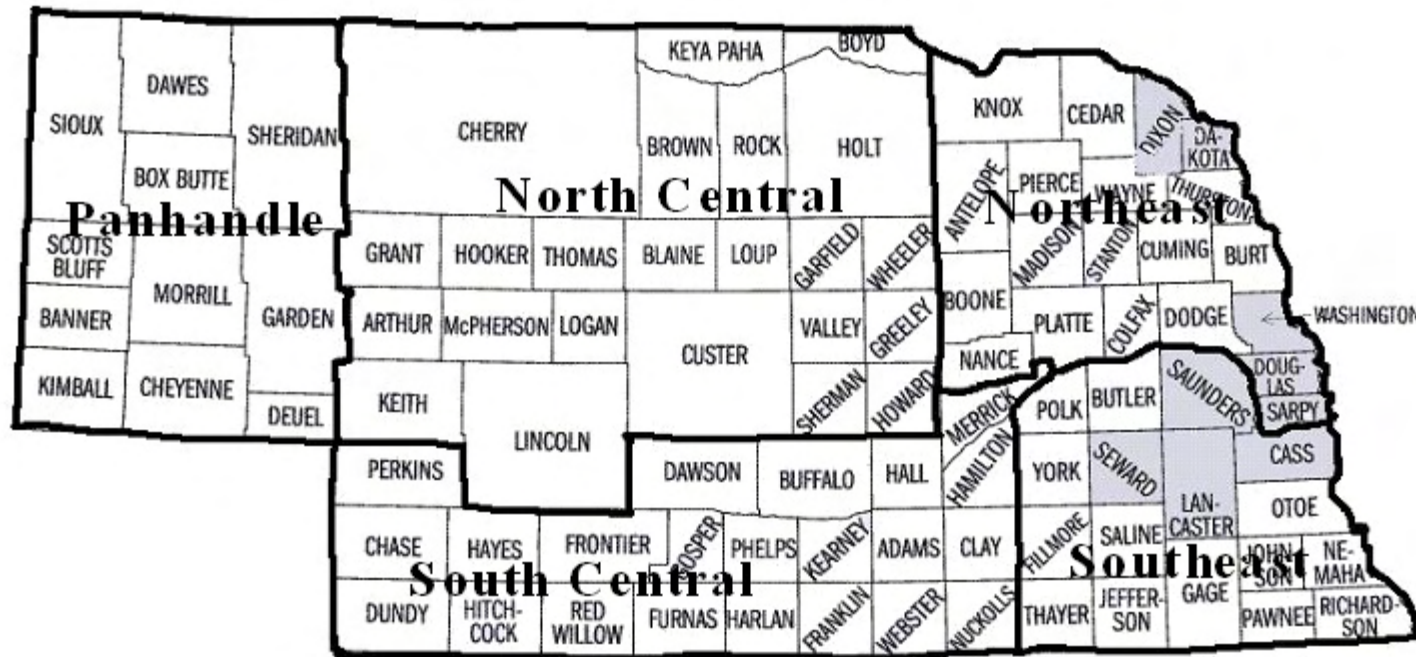 KEYA PAHA
BOYD
SIOUX
DAWES
SHERIDAN
CHERRY
BROWN
ROCK
HOLT
KNOX
CEDAR
DIXON
DA-
KOTA
BOX BUTTE
ANTELOPE
PIERCE
WAYNE
THURSTON
Panhandle
North Central
Northeast
SCOTTS
BLUFF
MORRILL
GARDEN
GRANT
HOOKER
THOMAS
BLAINE
LOUP
GARFIELD
WHEELER
MADISON
STANTON
CUMING
BURT
BANNER
ARTHUR
McPHERSON
LOGAN
CUSTER
VALLEY
GREELEY
BOONE
PLATTE
COLFAX
DODGE
WASHINGTON
NANCE
KIMBALL
CHEYENNE
DEUEL
KEITH
LINCOLN
SHERMAN
HOWARD
MERRICK
POLK
BUTLER
SAUNDERS
DOUG-
LAS
SARPY
PERKINS
DAWSON
BUFFALO
HALL
HAMILTON
YORK
SEWARD
LAN-
CASTER
CASS
OTOE
CHASE
HAYES
FRONTIER
GOSPER
PHELPS
KEARNEY
ADAMS
CLAY
FILLMORE
SALINE
South Central
Southeast
JOHN-
SON
NE-
MAHA
DUNDY
HITCH-
COCK
RED
WILLOW
FURNAS
HARLAN
FRANKLIN
WEBSTER
NUCKOLLS
THAYER
JEFFER-
SON
GAGE
PAWNEE
RICHARD-
SON